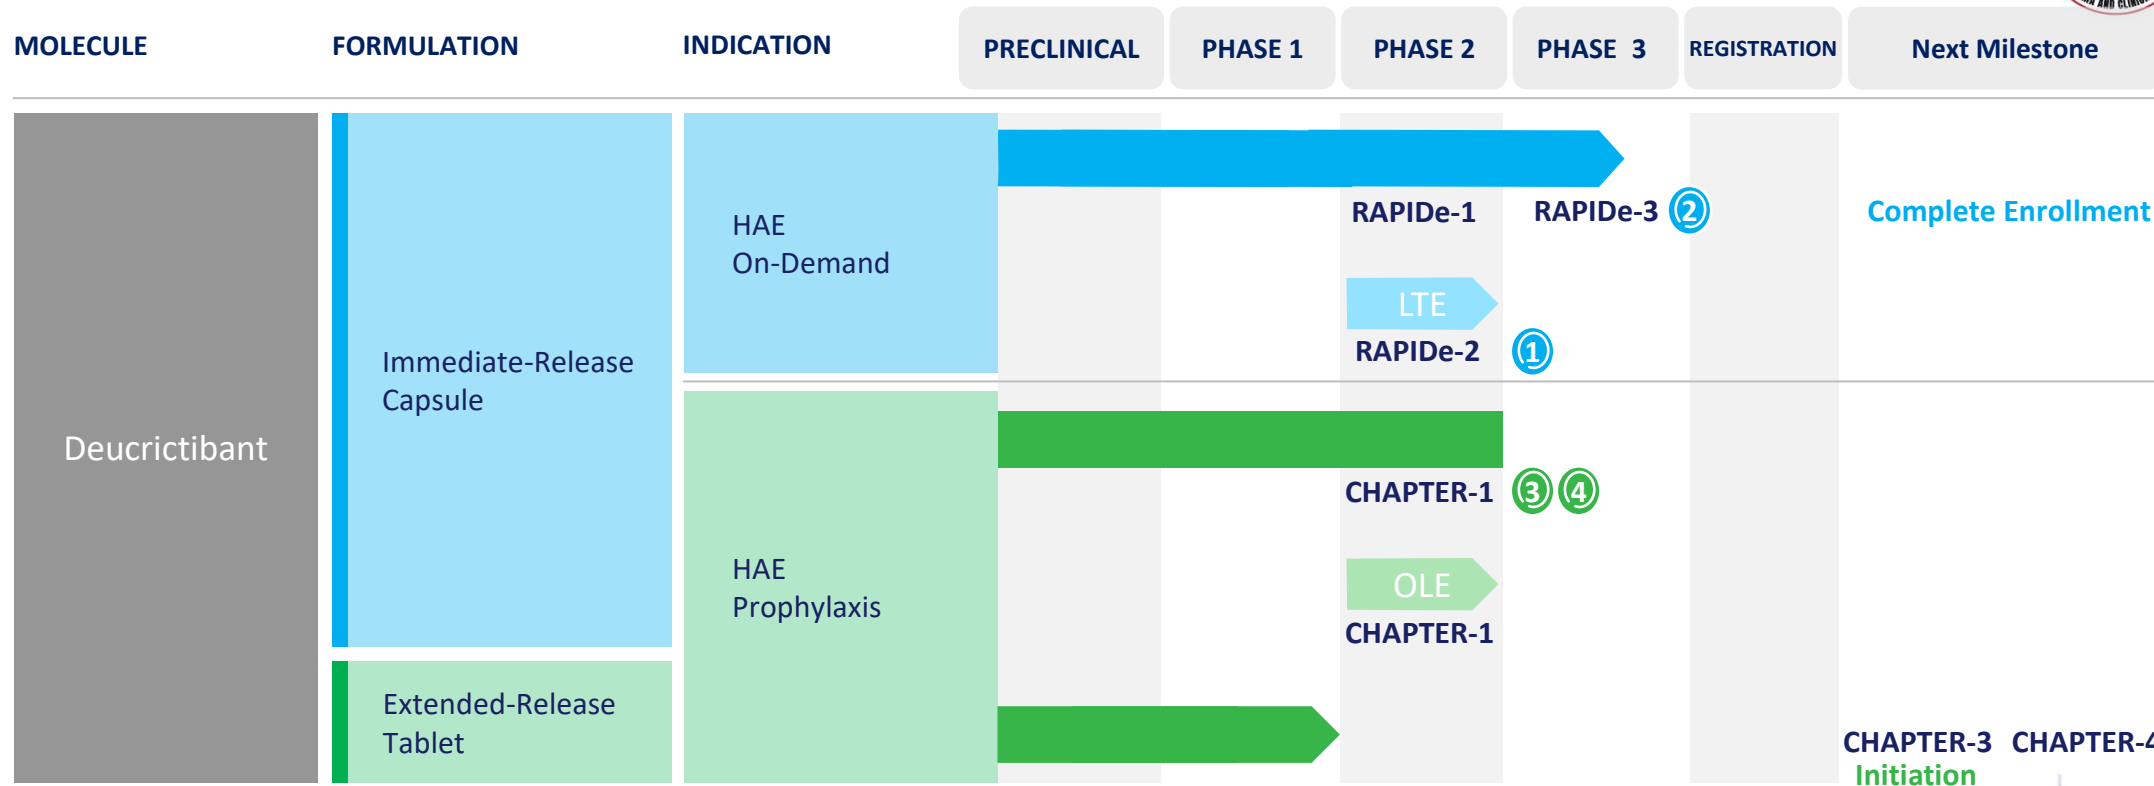 MOLECULE FORMULATION INDICATION PRECLINICAL PHASE 1 PHASE 2 PHASE 3 REGISTRATION Next Milestone
Deucrictibant
Immediate-Release
Capsule
HAE
On-Demand
RAPIDe-1 RAPIDe-3 2 Complete Enrollment
LTE
RAPIDe-2 1
HAE
Prophylaxis
CHAPTER-1 3 4
OLE
CHAPTER-1
Extended-Release
Tablet
CHAPTER-3 CHAPTER-4
Initiation